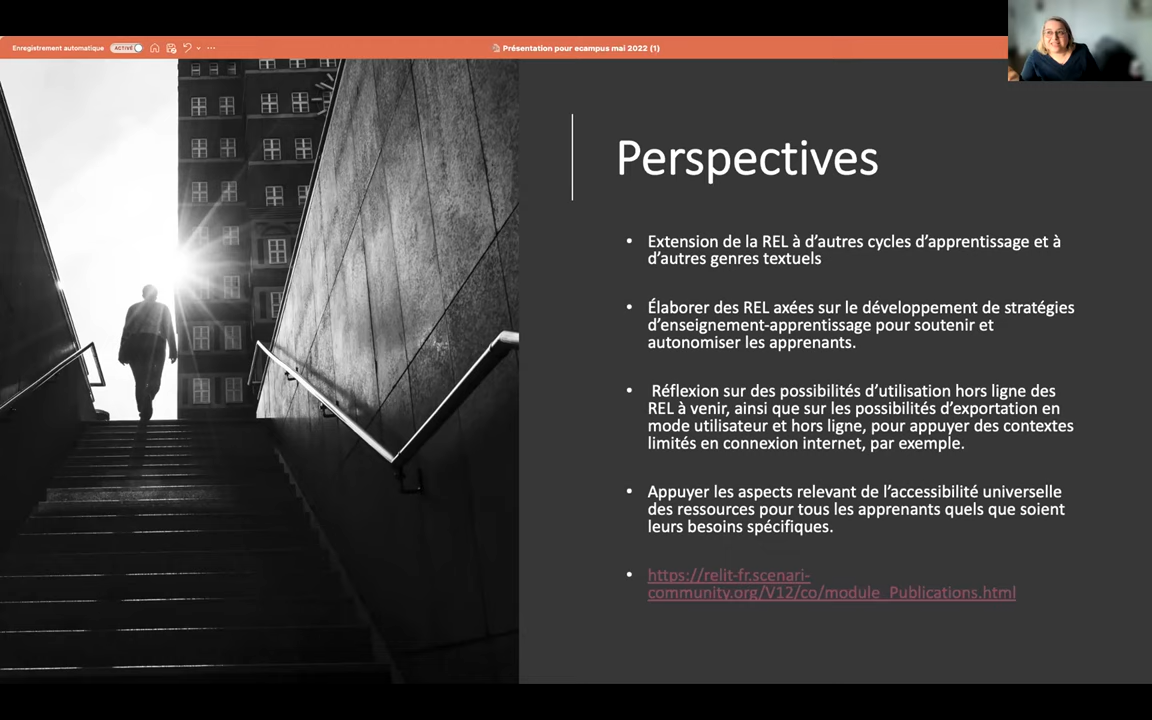 Enregistrement automatique ACTIVÉ
Présentation pour ecampus mai 2022 (1)
Perspectives
• Extension de la REL à d'autres cycles d'apprentissage et à
d'autres genres textuels
• Élaborer des REL axées sur le développement de stratégies
d'enseignement-apprentissage pour soutenir et
autonomiser les apprenants.
• Réflexion sur des possibilités d'utilisation hors ligne des
REL à venir, ainsi que sur les possibilités d'exportation en
mode utilisateur et hors ligne, pour appuyer des contextes
limités en connexion internet, par exemple.
• Appuyer les aspects relevant de l'accessibilité universelle
des ressources pour tous les apprenants quels que soient
leurs besoins spécifiques.
• https://relit-fr.scenari-
community.org/V12/co/module_Publications.html